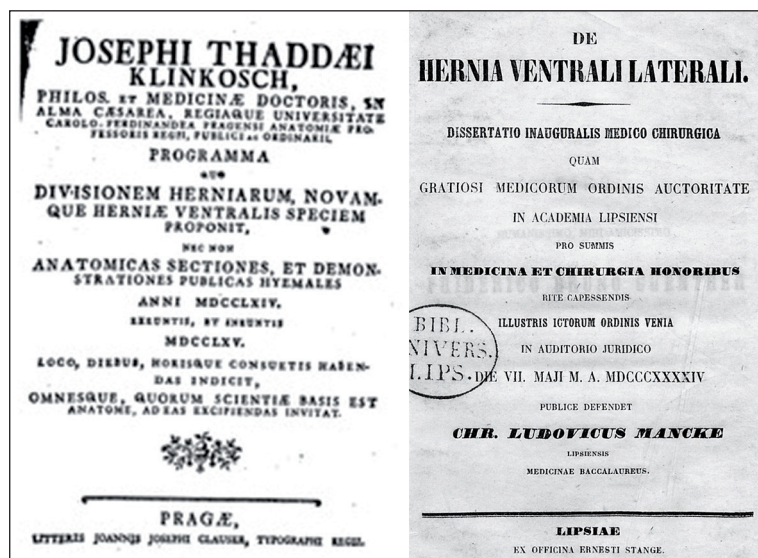 JOSEPHI THADDÆI
KLINKOSCH,
PHILOS. ET MEDICINÆ DOCTORIS, IN
ALMA CÆSAREA, REGIAQUE UNIVERSITATE
CAROLO-FERDINANDEA PRAGENSI ANATOMIÆ PRO-
FESSORIS REGII, PUBLICI ac ORDINARII,
PROGRAMMA
QUO
DIVISIONEM HERNIARUM, NOVAM-
QUE HERNIÆ VENTRALIS SPECIEM
PROPONIT,
NEC NON
ANATOMICAS SECTIONES, ET DEMON-
STRATIONES PUBLICAS HYEMALES
ANNI MDCCLXIV.
EXEUNTIS, ET INEUNTIS
MDCCLXV.
LOCO, DIEBUS, HORISQUE CONSUETIS HABEN-
DAS INDICIT,
OMNESQUE, QUORUM SCIENTIÆ BASIS EST
ANATOME, AD EAS EXCIPIENDAS INVITAT.
PRAGÆ,
LITTERIS JOANNIS JOSEPHI CLAUSER, TYPOGRAPHI REGII.
DE
HERNIA VENTRALI LATERALI.
DISSERTATIO INAUGURALIS MEDICO CHIRURGICA
QUAM
GRATIOSI MEDICORUM ORDINIS AUCTORITATE
IN ACADEMIA LIPSIENSI
PRO SUMMIS
IN MEDICINA ET CHIRURGIA HONORIBUS
RITE CAPESSENDIS
ILLUSTRIS ICTORUM ORDINIS VENIA
IN AUDITORIO JURIDICO
DIE VII. MAJI M. A. MDCCCXXXXIV
PUBLICE DEFENDET
CHR. LUDOVICUS MANCKE
LIPSIENSIS
MEDICINAE BACCALAUREUS.
LIPSIAE
EX OFFICINA ERNESTI STANGE.
BIBL.
NIVERS.
LIPS.